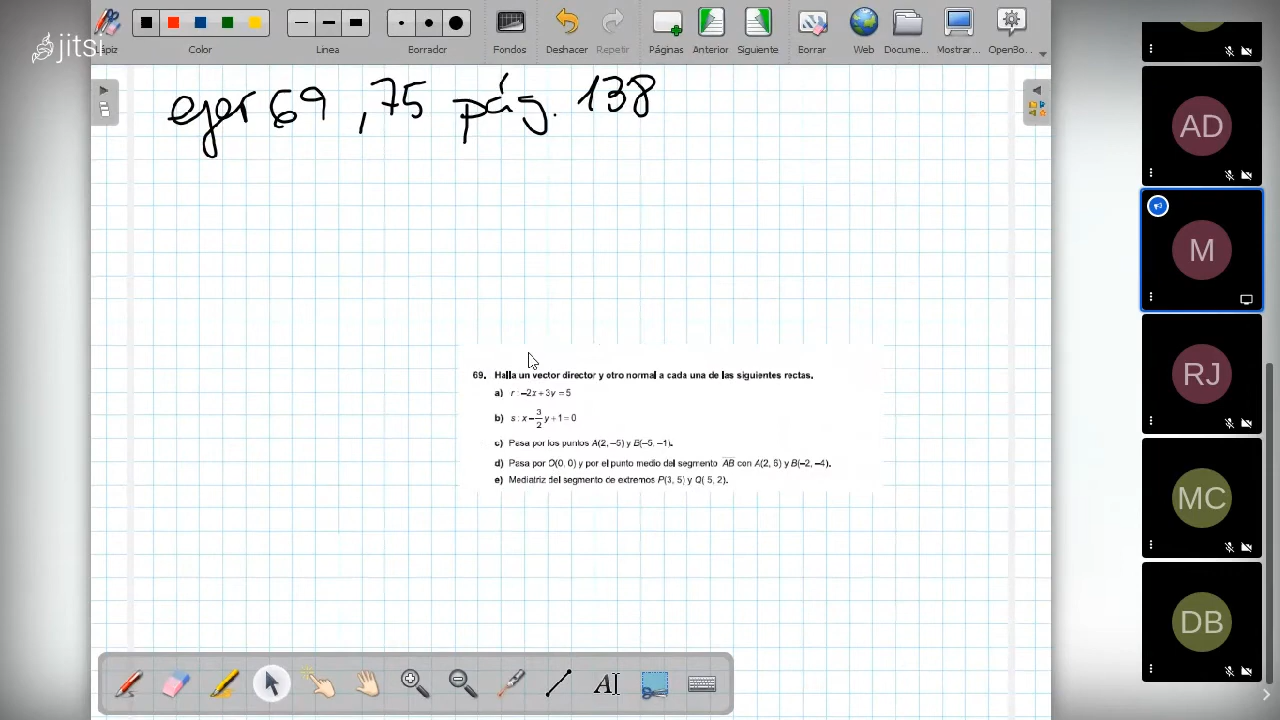 jitsi
Lápiz Color Línea Borrador Fondos Deshacer Repetir Páginas Anterior Siguiente Borrar Web Docume... Mostrar... OpenBo...
ejer 69, 75 pág. 138
69. Halla un vector director y otro normal a cada una de las siguientes rectas.
a) r : –2x + 3y = 5
b) s : x – 3/2 y + 1 = 0
c) Pasa por los puntos A(2, –5) y B(–5, –1).
d) Pasa por O(0, 0) y por el punto medio del segmento AB con A(2, 6) y B(–2, –4).
e) Mediatriz del segmento de extremos P(3, 5) y Q( 5, 2).
A
AD
M
RJ
MC
DB